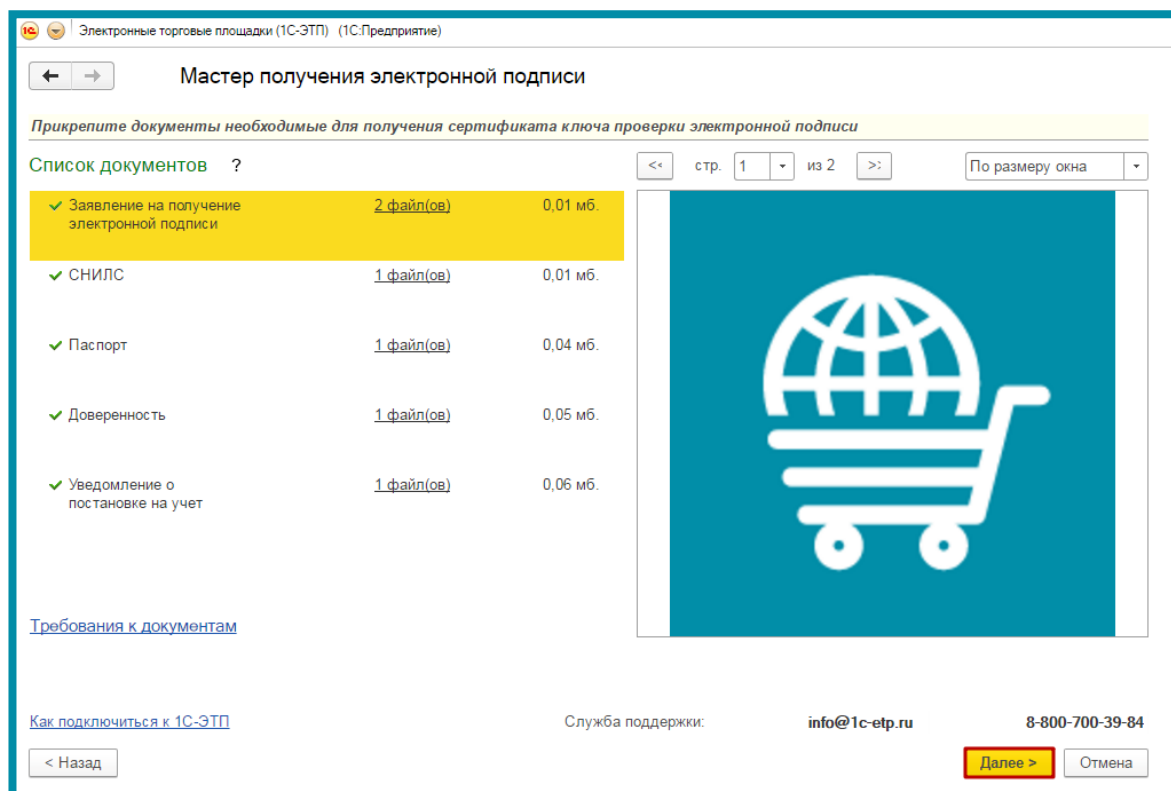 1С Электронные торговые площадки (1С-ЭТП) (1С:Предприятие)
Мастер получения электронной подписи
Прикрепите документы необходимые для получения сертификата ключа проверки электронной подписи
Список документов ?
<< стр. 1 из 2 >: По размеру окна
Заявление на получение 2 файл(ов) 0,01 мб.
электронной подписи
СНИЛС 1 файл(ов) 0,01 мб.
Паспорт 1 файл(ов) 0,04 мб.
Доверенность 1 файл(ов) 0,05 мб.
Уведомление о 1 файл(ов) 0,06 мб.
постановке на учет
Требования к документам
Как подключиться к 1С-ЭТП Служба поддержки: info@1c-etp.ru 8-800-700-39-84
< Назад Далее > Отмена